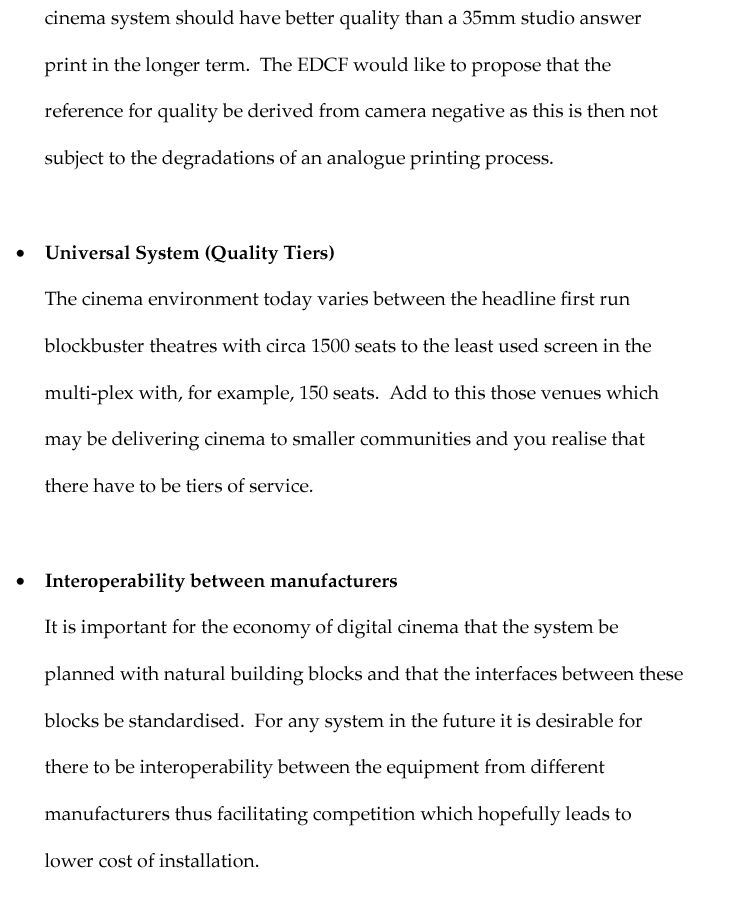 cinema system should have better quality than a 35mm studio answer
print in the longer term.  The EDCF would like to propose that the
reference for quality be derived from camera negative as this is then not
subject to the degradations of an analogue printing process.
• Universal System (Quality Tiers)
The cinema environment today varies between the headline first run
blockbuster theatres with circa 1500 seats to the least used screen in the
multi-plex with, for example, 150 seats.  Add to this those venues which
may be delivering cinema to smaller communities and you realise that
there have to be tiers of service.
• Interoperability between manufacturers
It is important for the economy of digital cinema that the system be
planned with natural building blocks and that the interfaces between these
blocks be standardised.  For any system in the future it is desirable for
there to be interoperability between the equipment from different
manufacturers thus facilitating competition which hopefully leads to
lower cost of installation.